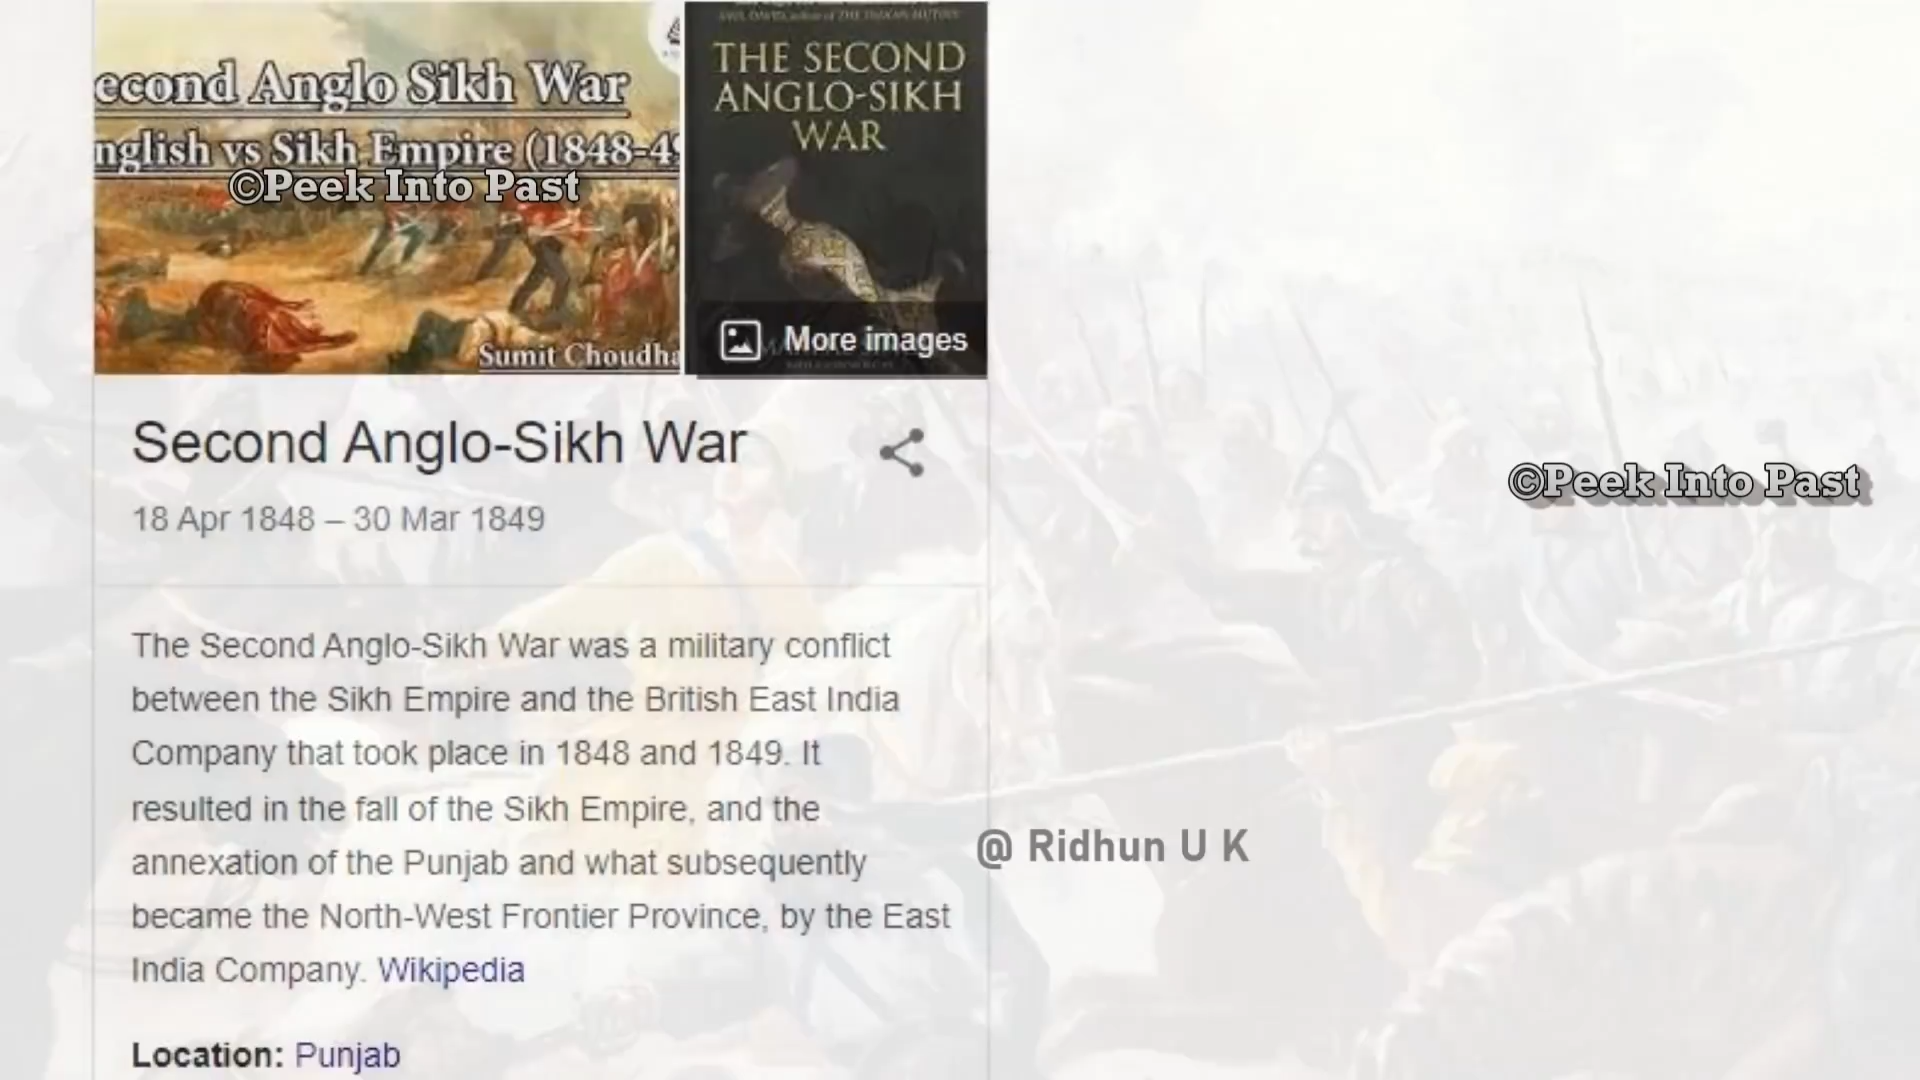 econd Anglo Sikh War
nglish vs Sikh Empire (1848-49
©Peek Into Past
Sumit Choudha
THE SECOND
ANGLO-SIKH
WAR
More images
Second Anglo-Sikh War
18 Apr 1848 – 30 Mar 1849
©Peek Into Past
The Second Anglo-Sikh War was a military conflict
between the Sikh Empire and the British East India
Company that took place in 1848 and 1849. It
resulted in the fall of the Sikh Empire, and the
annexation of the Punjab and what subsequently
became the North-West Frontier Province, by the East
India Company. Wikipedia
@ Ridhun U K
Location: Punjab